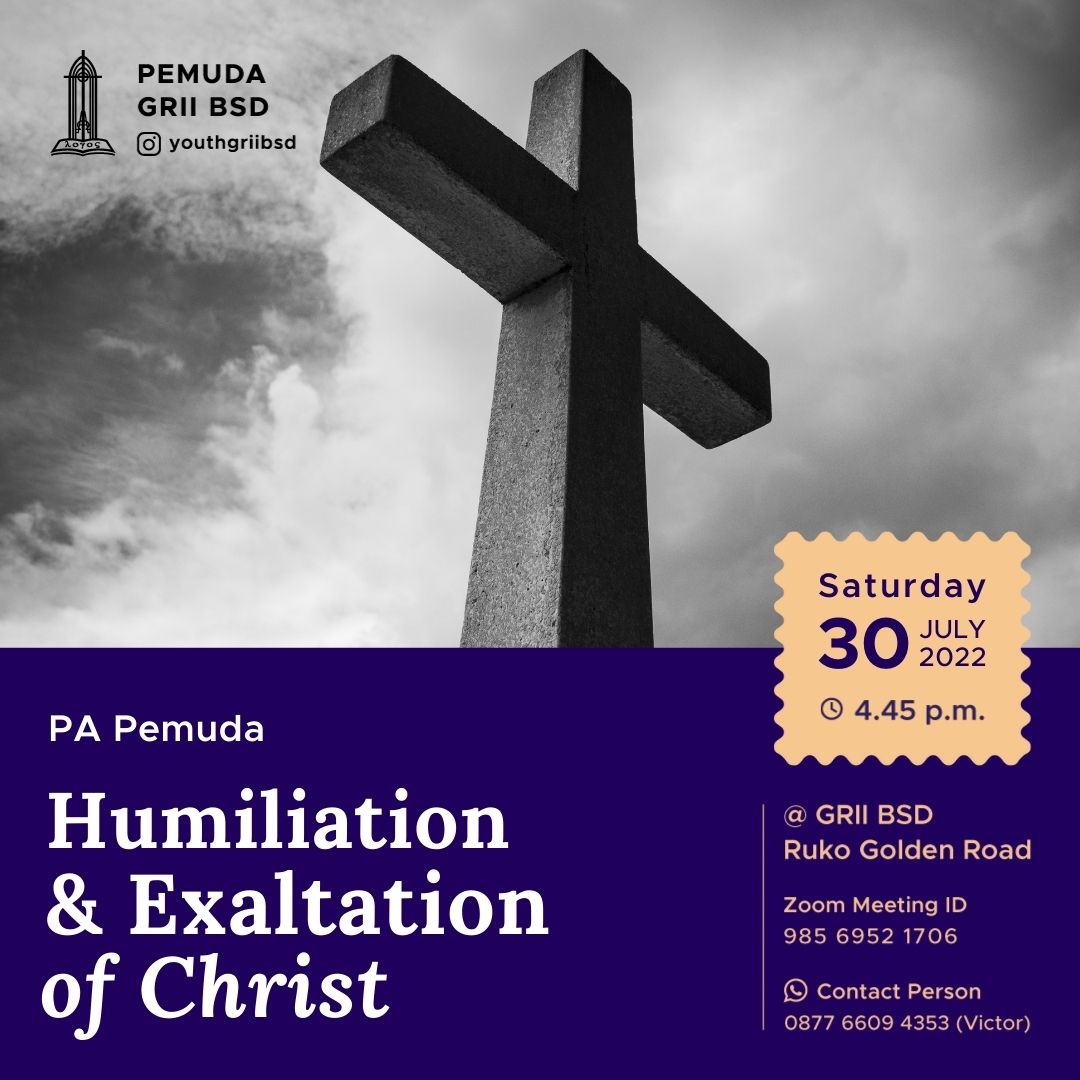 PEMUDA
GRII BSD
youthgriibsd
λογος
Saturday
30 JULY
2022
4.45 p.m.
PA Pemuda
Humiliation
& Exaltation
of Christ
@ GRII BSD
Ruko Golden Road
Zoom Meeting ID
985 6952 1706
Contact Person
0877 6609 4353 (Victor)